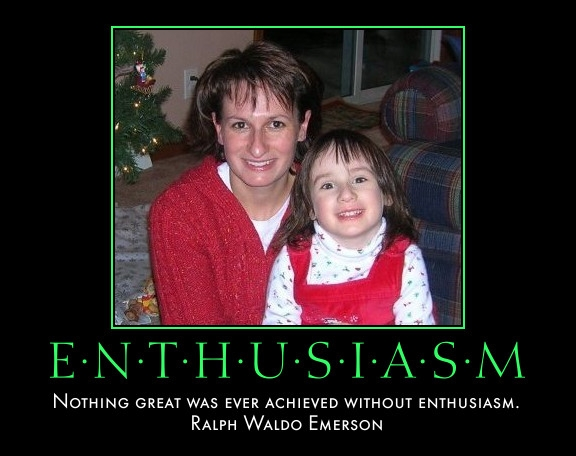 E·N·T·H·U·S·I·A·S·M
Nothing great was ever achieved without enthusiasm.
Ralph Waldo Emerson